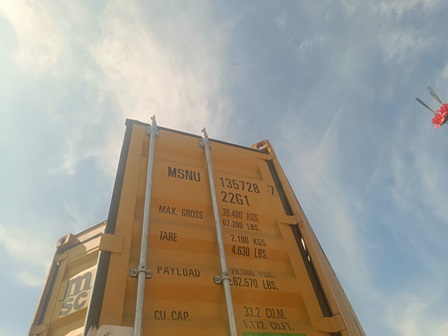 MSNU 135728 7
22G1
MAX. GROSS 30.480 KGS.
67.200 LBS.
TARE 2.100 KGS.
4.630 LBS.
PAYLOAD 28.380 KGS.
62.570 LBS.
CU. CAP. 33.2 CU.M.
1.172 CU.FT.
msc